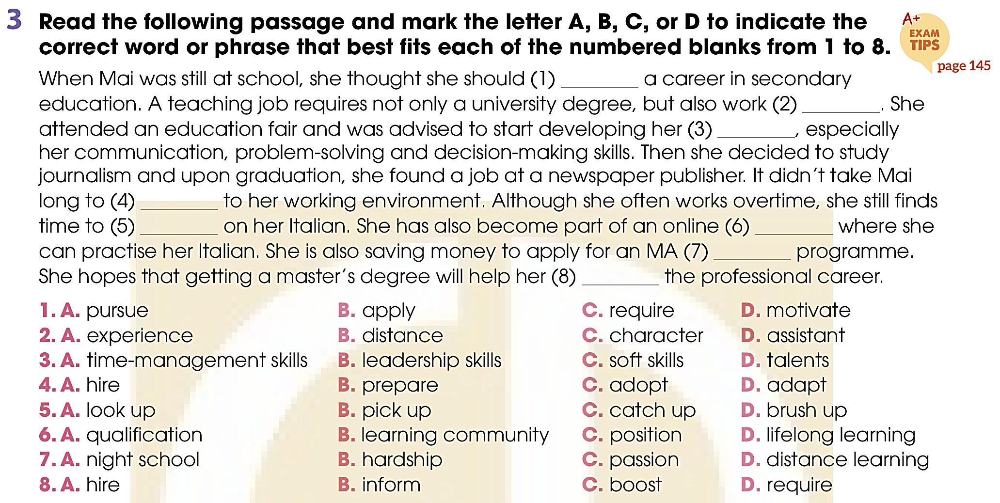 3 Read the following passage and mark the letter A, B, C, or D to indicate the
correct word or phrase that best fits each of the numbered blanks from 1 to 8.
A+
EXAM
TIPS
page 145
When Mai was still at school, she thought she should (1) ________ a career in secondary
education. A teaching job requires not only a university degree, but also work (2) ________. She
attended an education fair and was advised to start developing her (3) ________, especially
her communication, problem-solving and decision-making skills. Then she decided to study
journalism and upon graduation, she found a job at a newspaper publisher. It didn't take Mai
long to (4) ________ to her working environment. Although she often works overtime, she still finds
time to (5) ________ on her Italian. She has also become part of an online (6) ________ where she
can practise her Italian. She is also saving money to apply for an MA (7) ________ programme.
She hopes that getting a master's degree will help her (8) ________ the professional career.
1. A. pursue B. apply C. require D. motivate
2. A. experience B. distance C. character D. assistant
3. A. time-management skills B. leadership skills C. soft skills D. talents
4. A. hire B. prepare C. adopt D. adapt
5. A. look up B. pick up C. catch up D. brush up
6. A. qualification B. learning community C. position D. lifelong learning
7. A. night school B. hardship C. passion D. distance learning
8. A. hire B. inform C. boost D. require